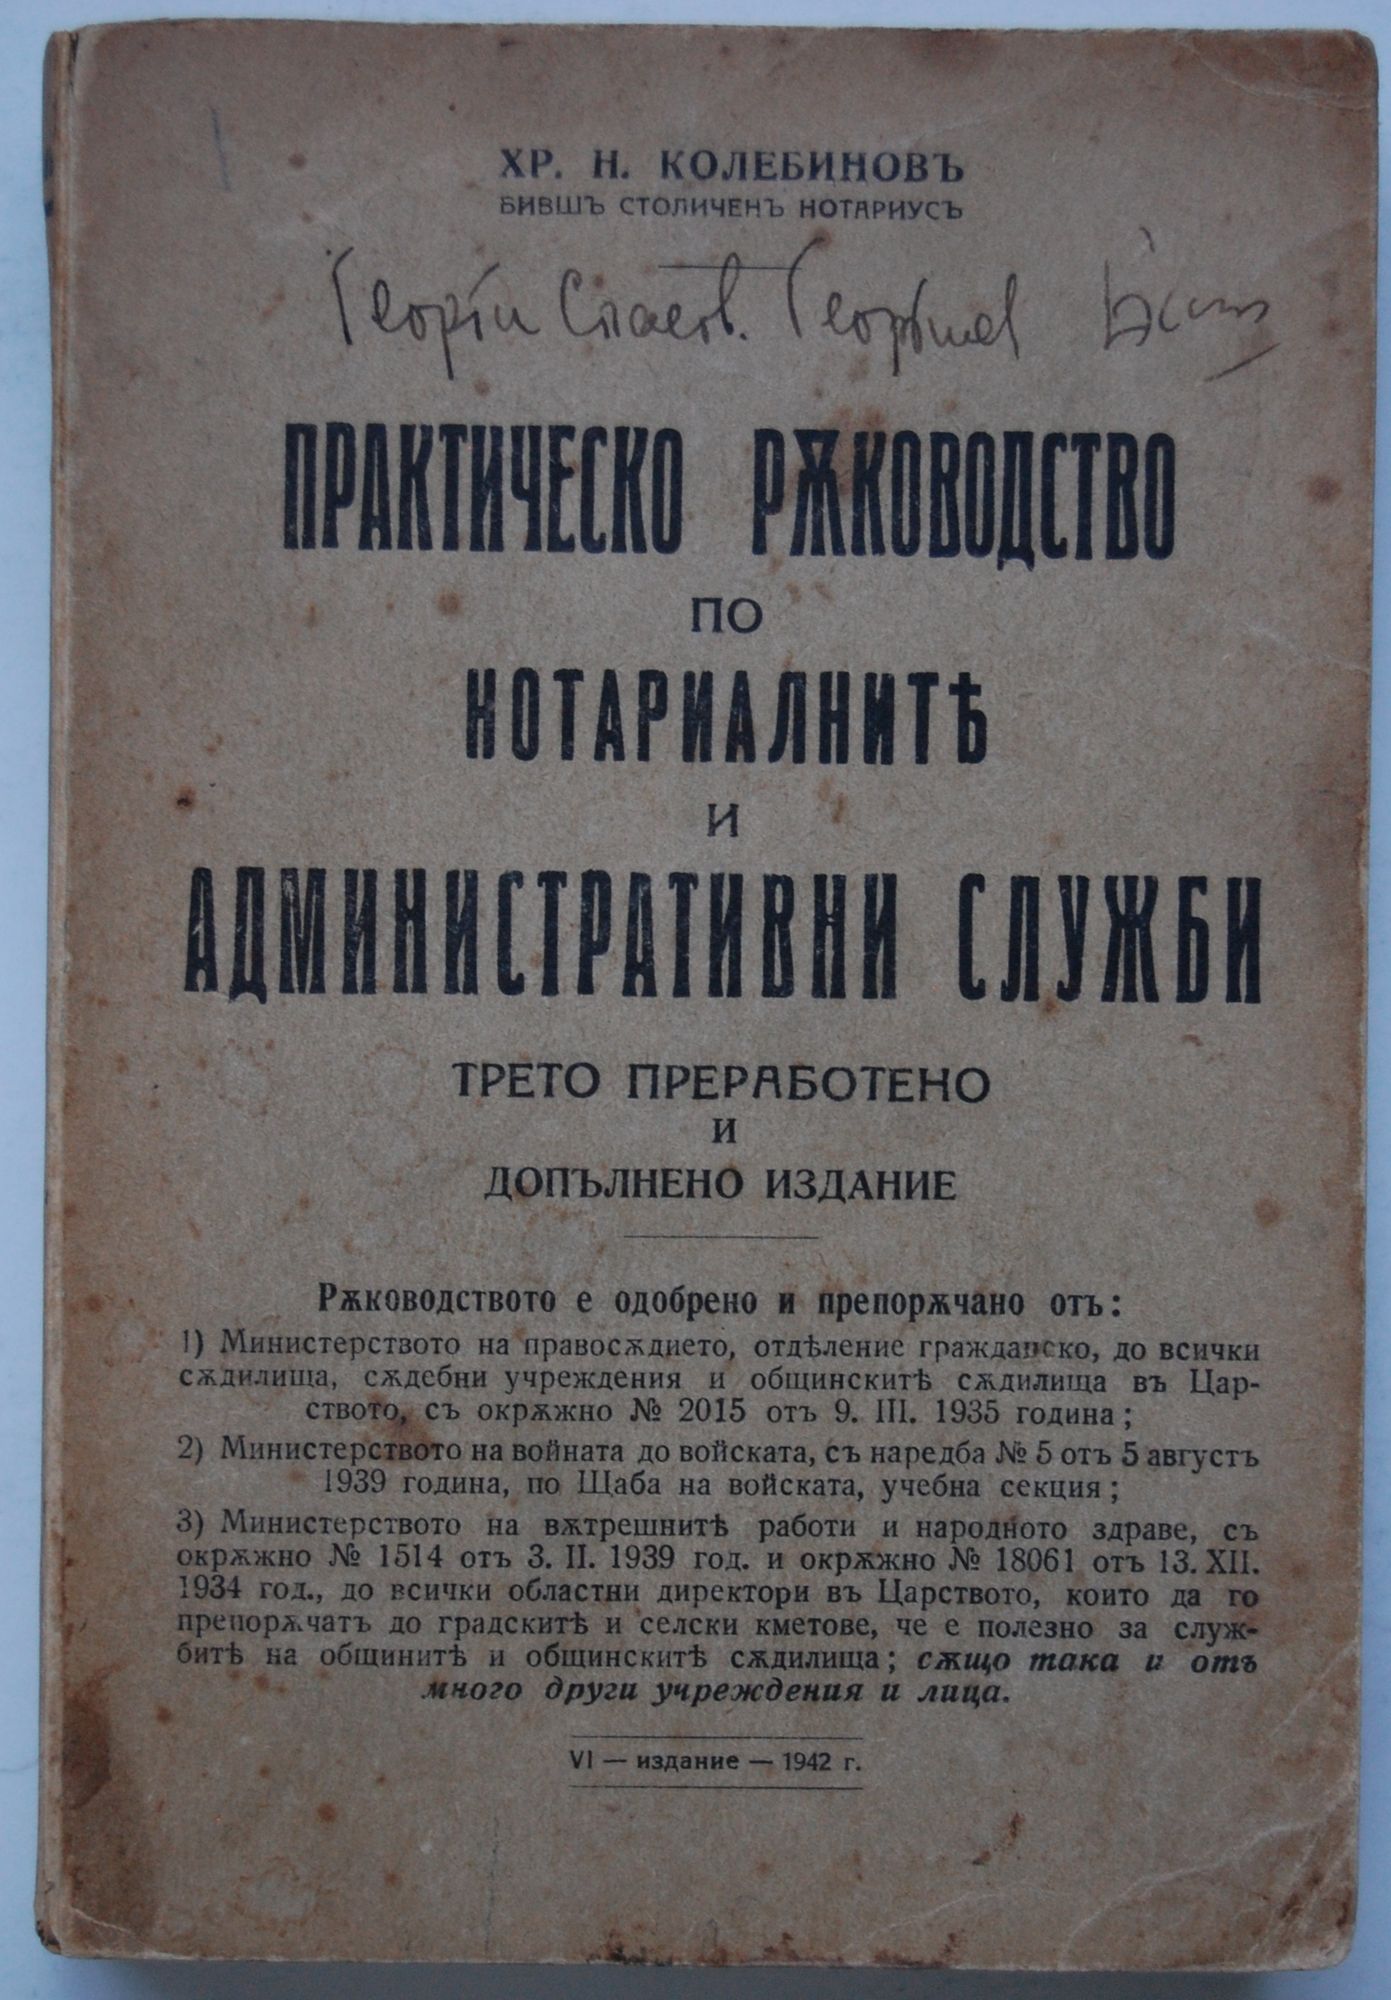 ХР. Н. КОЛЕБИНОВЪ
БИВШЪ СТОЛИЧЕНЪ НОТАРИУСЪ
Георги Спасов. Георгиев
ПРАКТИЧЕСКО РѪКОВОДСТВО
ПО
НОТАРИАЛНИТѢ
И
АДМИНИСТРАТИВНИ СЛУЖБИ
ТРЕТО ПРЕРАБОТЕНО
И
ДОПЪЛНЕНО ИЗДАНИЕ
Рѫководството е одобрено и препорѫчано отъ:
1) Министерството на правосѫдието, отдѣление гражданско, до всички
сѫдилища, сѫдебни учреждения и общинскитѣ сѫдилища въ Цар-
ството, съ окрѫжно № 2015 отъ 9. III. 1935 година;
2) Министерството на войната до войската, съ наредба № 5 отъ 5 августъ
1939 година, по Щаба на войската, учебна секция;
3) Министерството на вѫтрешнитѣ работи и народното здраве, съ
окрѫжно № 1514 отъ 3. II. 1939 год. и окрѫжно № 18061 отъ 13. XII.
1934 год., до всички областни директори въ Царството, които да го
препорѫчатъ до градскитѣ и селски кметове, че е полезно за служ-
битѣ на общинитѣ и общинскитѣ сѫдилища; сѫщо така и отъ
много други учреждения и лица.
VI — издание — 1942 г.